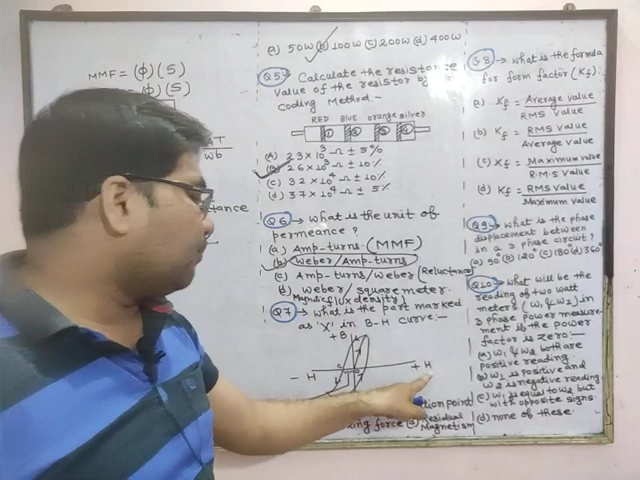 MMF = (ϕ)(S)
= (ϕ)(S)
AT
Wb
(a) 50W (b) 100W (c) 200W (d) 400W
Q5 → Calculate the resistance
value of the resistor by
coding Method –
RED BLUE orange silver
(A) 23×10³ Ω ± 5%
(B) 26×10³ Ω ± 10%
(C) 32×10⁴ Ω ± 10%
(d) 37×10⁴ Ω ± 5%
Q6 → What is the unit of
permeance?
(a) Amp-turns (MMF)
(b) Weber/Amp-turns
(c) Amp-turns/Weber (Reluctance)
(d) Weber/square meter.
(flux density)
Q7 → What is the part marked
as 'X' in B-H curve:–
+B
– H
+ H
tion point
force (d) Residual
Magnetism
Q8 → What is the formula
for form factor (Kf):
(a) Kf = Average value / RMS value
(b) Kf = RMS value / Average value
(c) Kf = Maximum value / R.M.S value
(d) Kf = RMS value / Maximum value
Q9 → What is the phase
displacement between
in a 3 phase circuit?
(a) 90° (b) 120° (c) 180° (d) 360°
Q10 → What will be the
reading of two watt
meters (W₁ & W₂) in
3 phase power measure-
ment is the power
factor is zero:–
(a) W₁ & W₂ both are
positive reading
(b) W₁ is positive and
W₂ is negative reading
(c) W₁ is equal to W₂ but
with opposite signs.
(d) none of these.